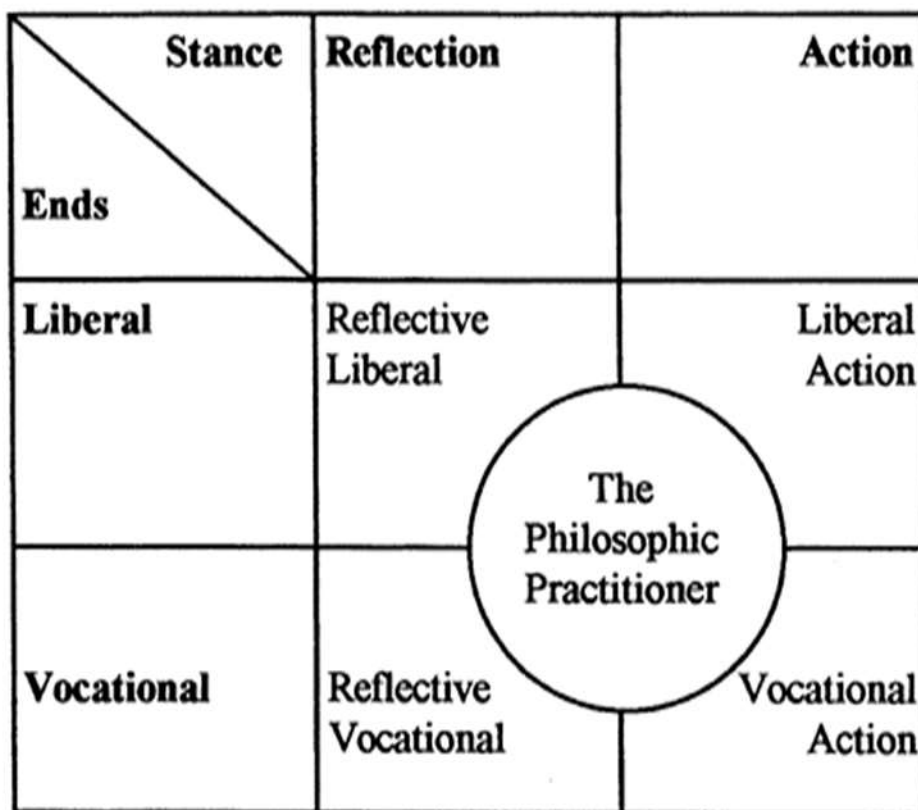 Stance
Reflection
Action
Ends
Liberal
Reflective
Liberal
Liberal
Action
The
Philosophic
Practitioner
Vocational
Reflective
Vocational
Vocational
Action